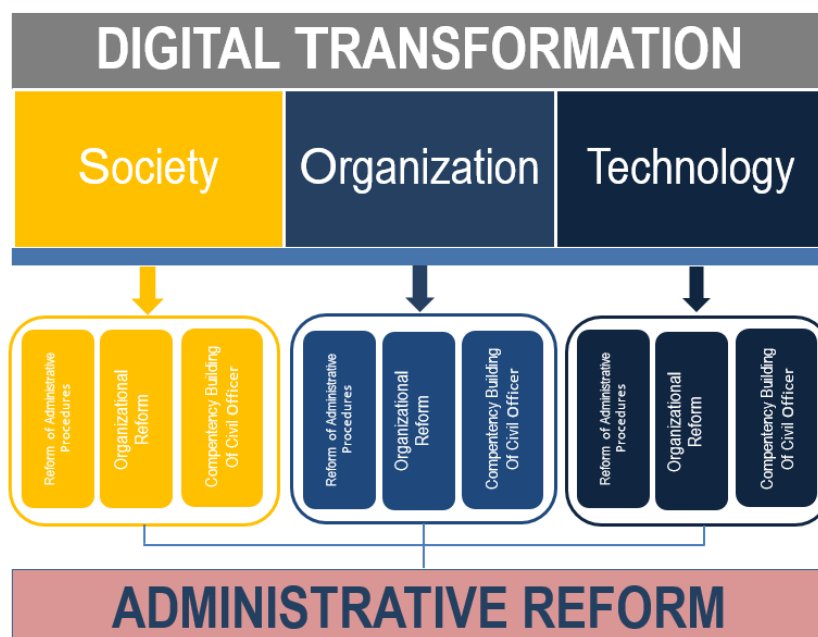 DIGITAL TRANSFORMATION
Society
Organization
Technology
Reform of Administrative
Procedures
Organizational
Reform
Compentency Building
Of Civil Officer
Reform of Administrative
Procedures
Organizational
Reform
Compentency Building
Of Civil Officer
Reform of Administrative
Procedures
Organizational
Reform
Compentency Building
Of Civil Officer
ADMINISTRATIVE REFORM